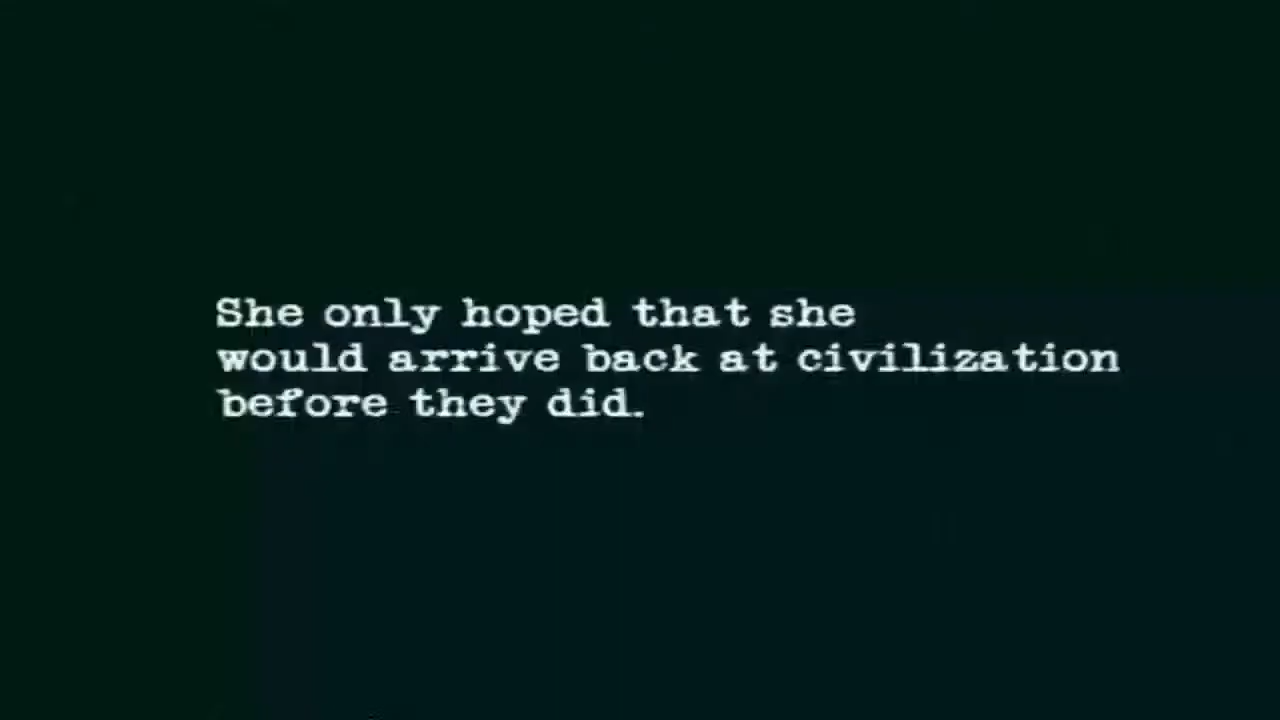 She only hoped that she
would arrive back at civilization
before they did.